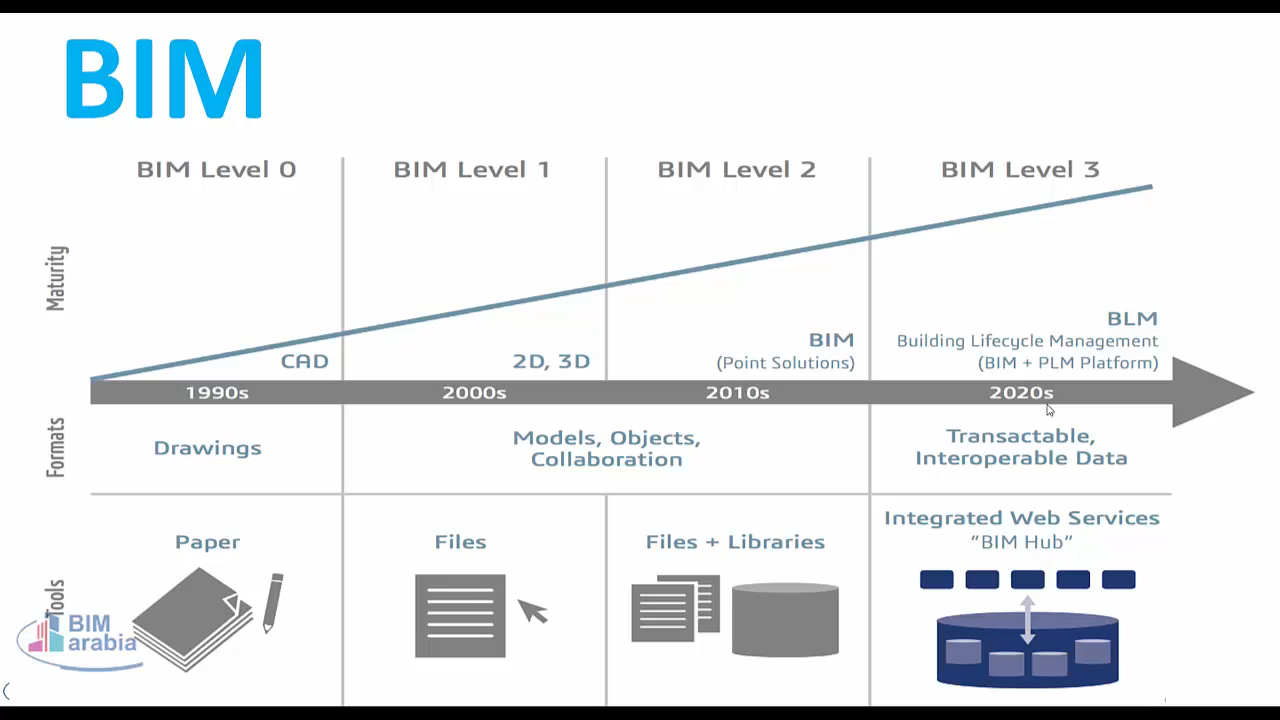 BIM
BIM Level 0
BIM Level 1
BIM Level 2
BIM Level 3
Maturity
CAD
2D, 3D
BIM
(Point Solutions)
BLM
Building Lifecycle Management
(BIM + PLM Platform)
1990s
2000s
2010s
2020s
Formats
Drawings
Models, Objects,
Collaboration
Transactable,
Interoperable Data
Tools
Paper
Files
Files + Libraries
Integrated Web Services
“BIM Hub”
BIM
arabia